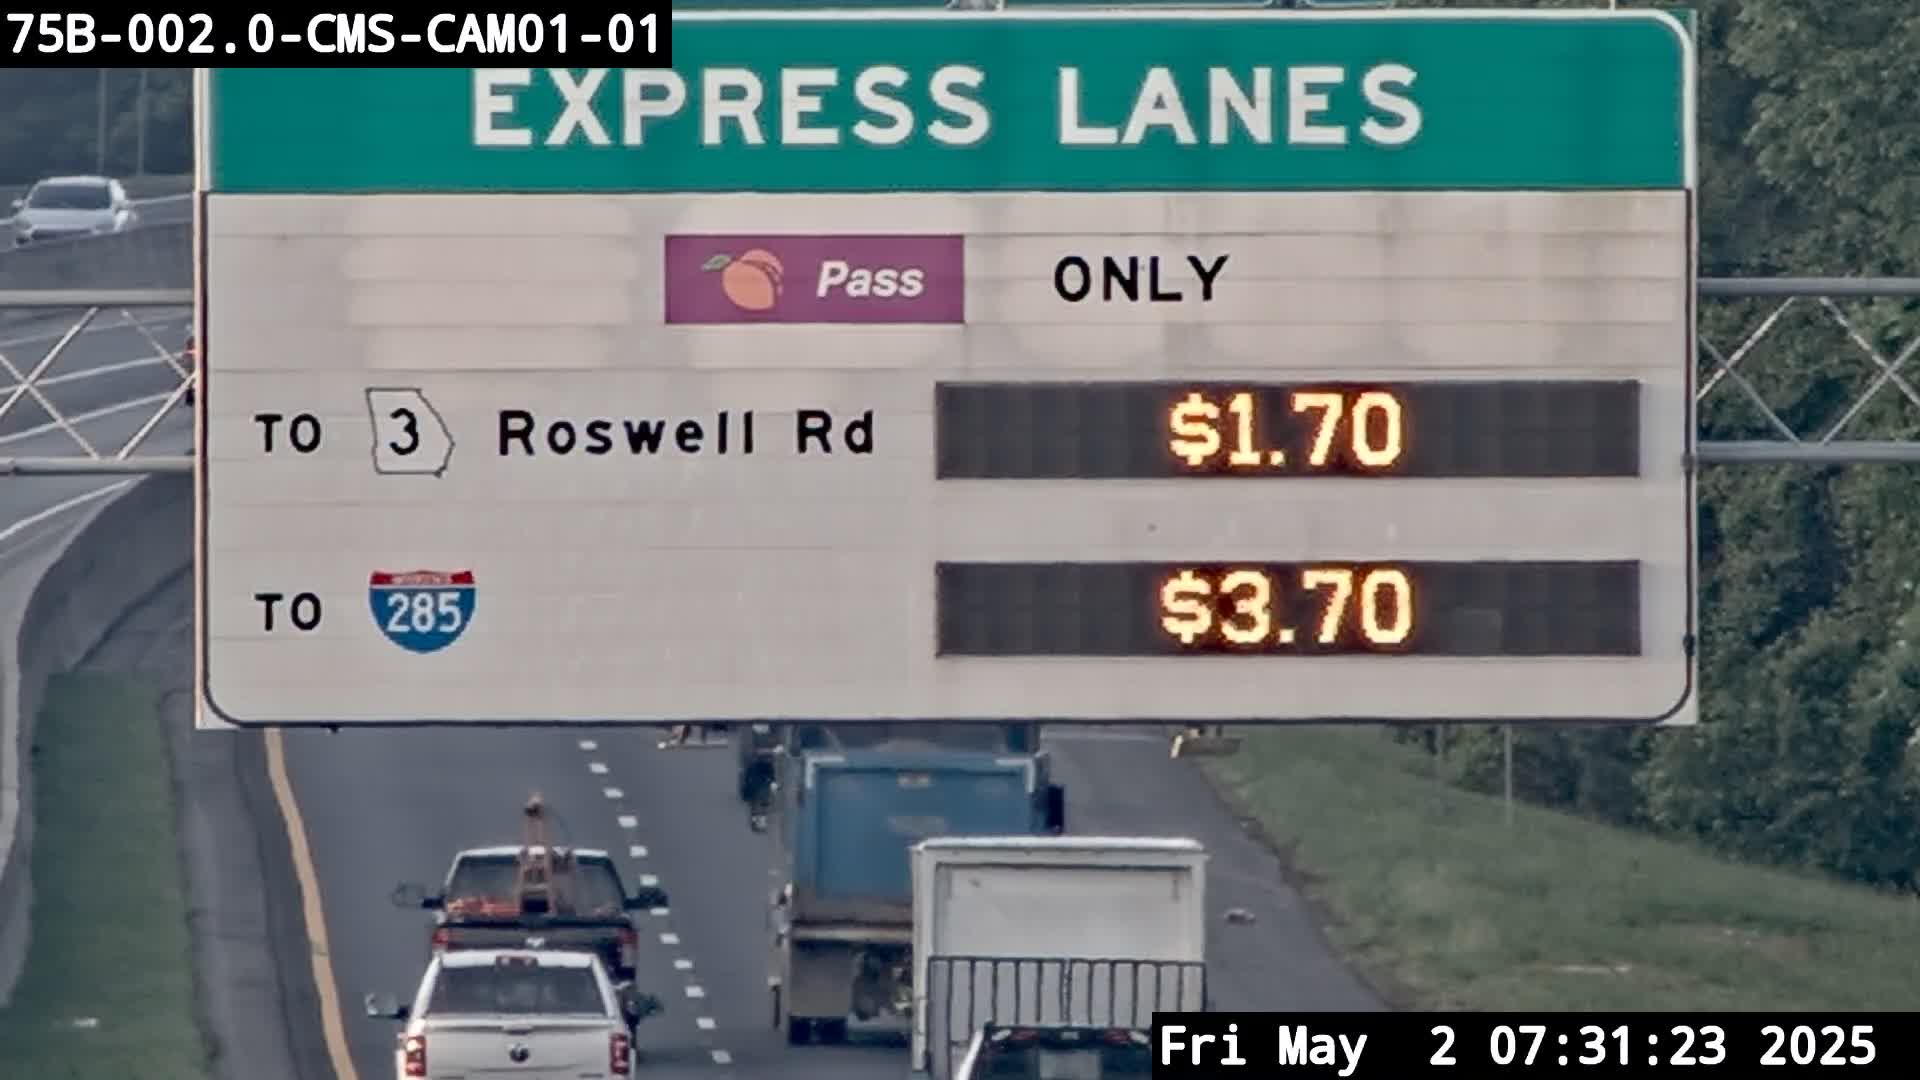 75B-002.0-CMS-CAM01-01
EXPRESS LANES
Pass ONLY
TO 3 Roswell Rd $1.70
TO 285 $3.70
Fri May 2 07:31:23 2025